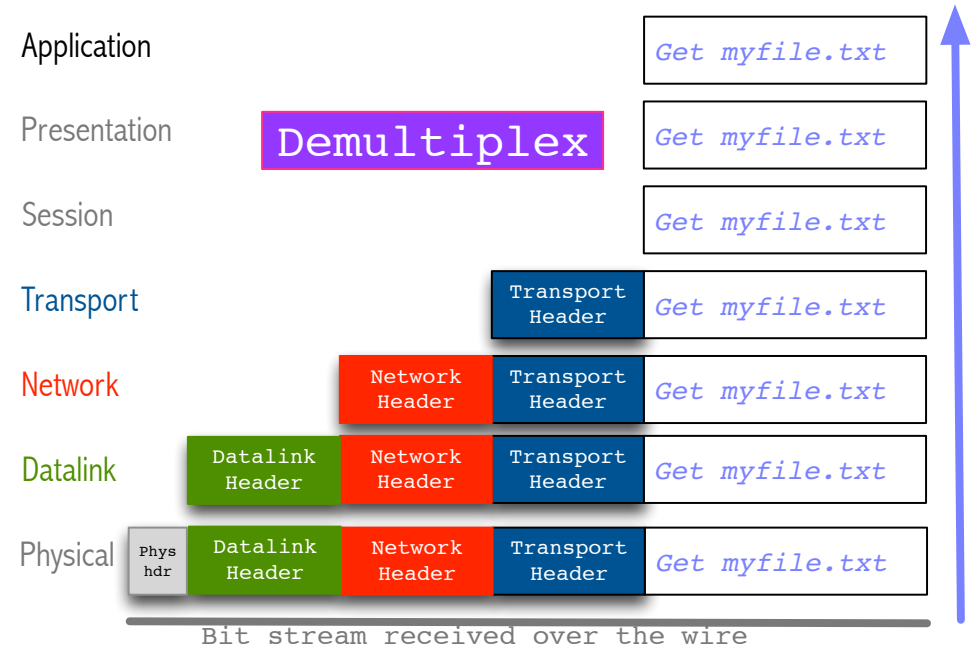 Application
Get myfile.txt
Presentation
Demultiplex
Get myfile.txt
Session
Get myfile.txt
Transport
Transport
Header
Get myfile.txt
Network
Network
Header
Transport
Header
Get myfile.txt
Datalink
Datalink
Header
Network
Header
Transport
Header
Get myfile.txt
Physical
Phys
hdr
Datalink
Header
Network
Header
Transport
Header
Get myfile.txt
Bit stream received over the wire